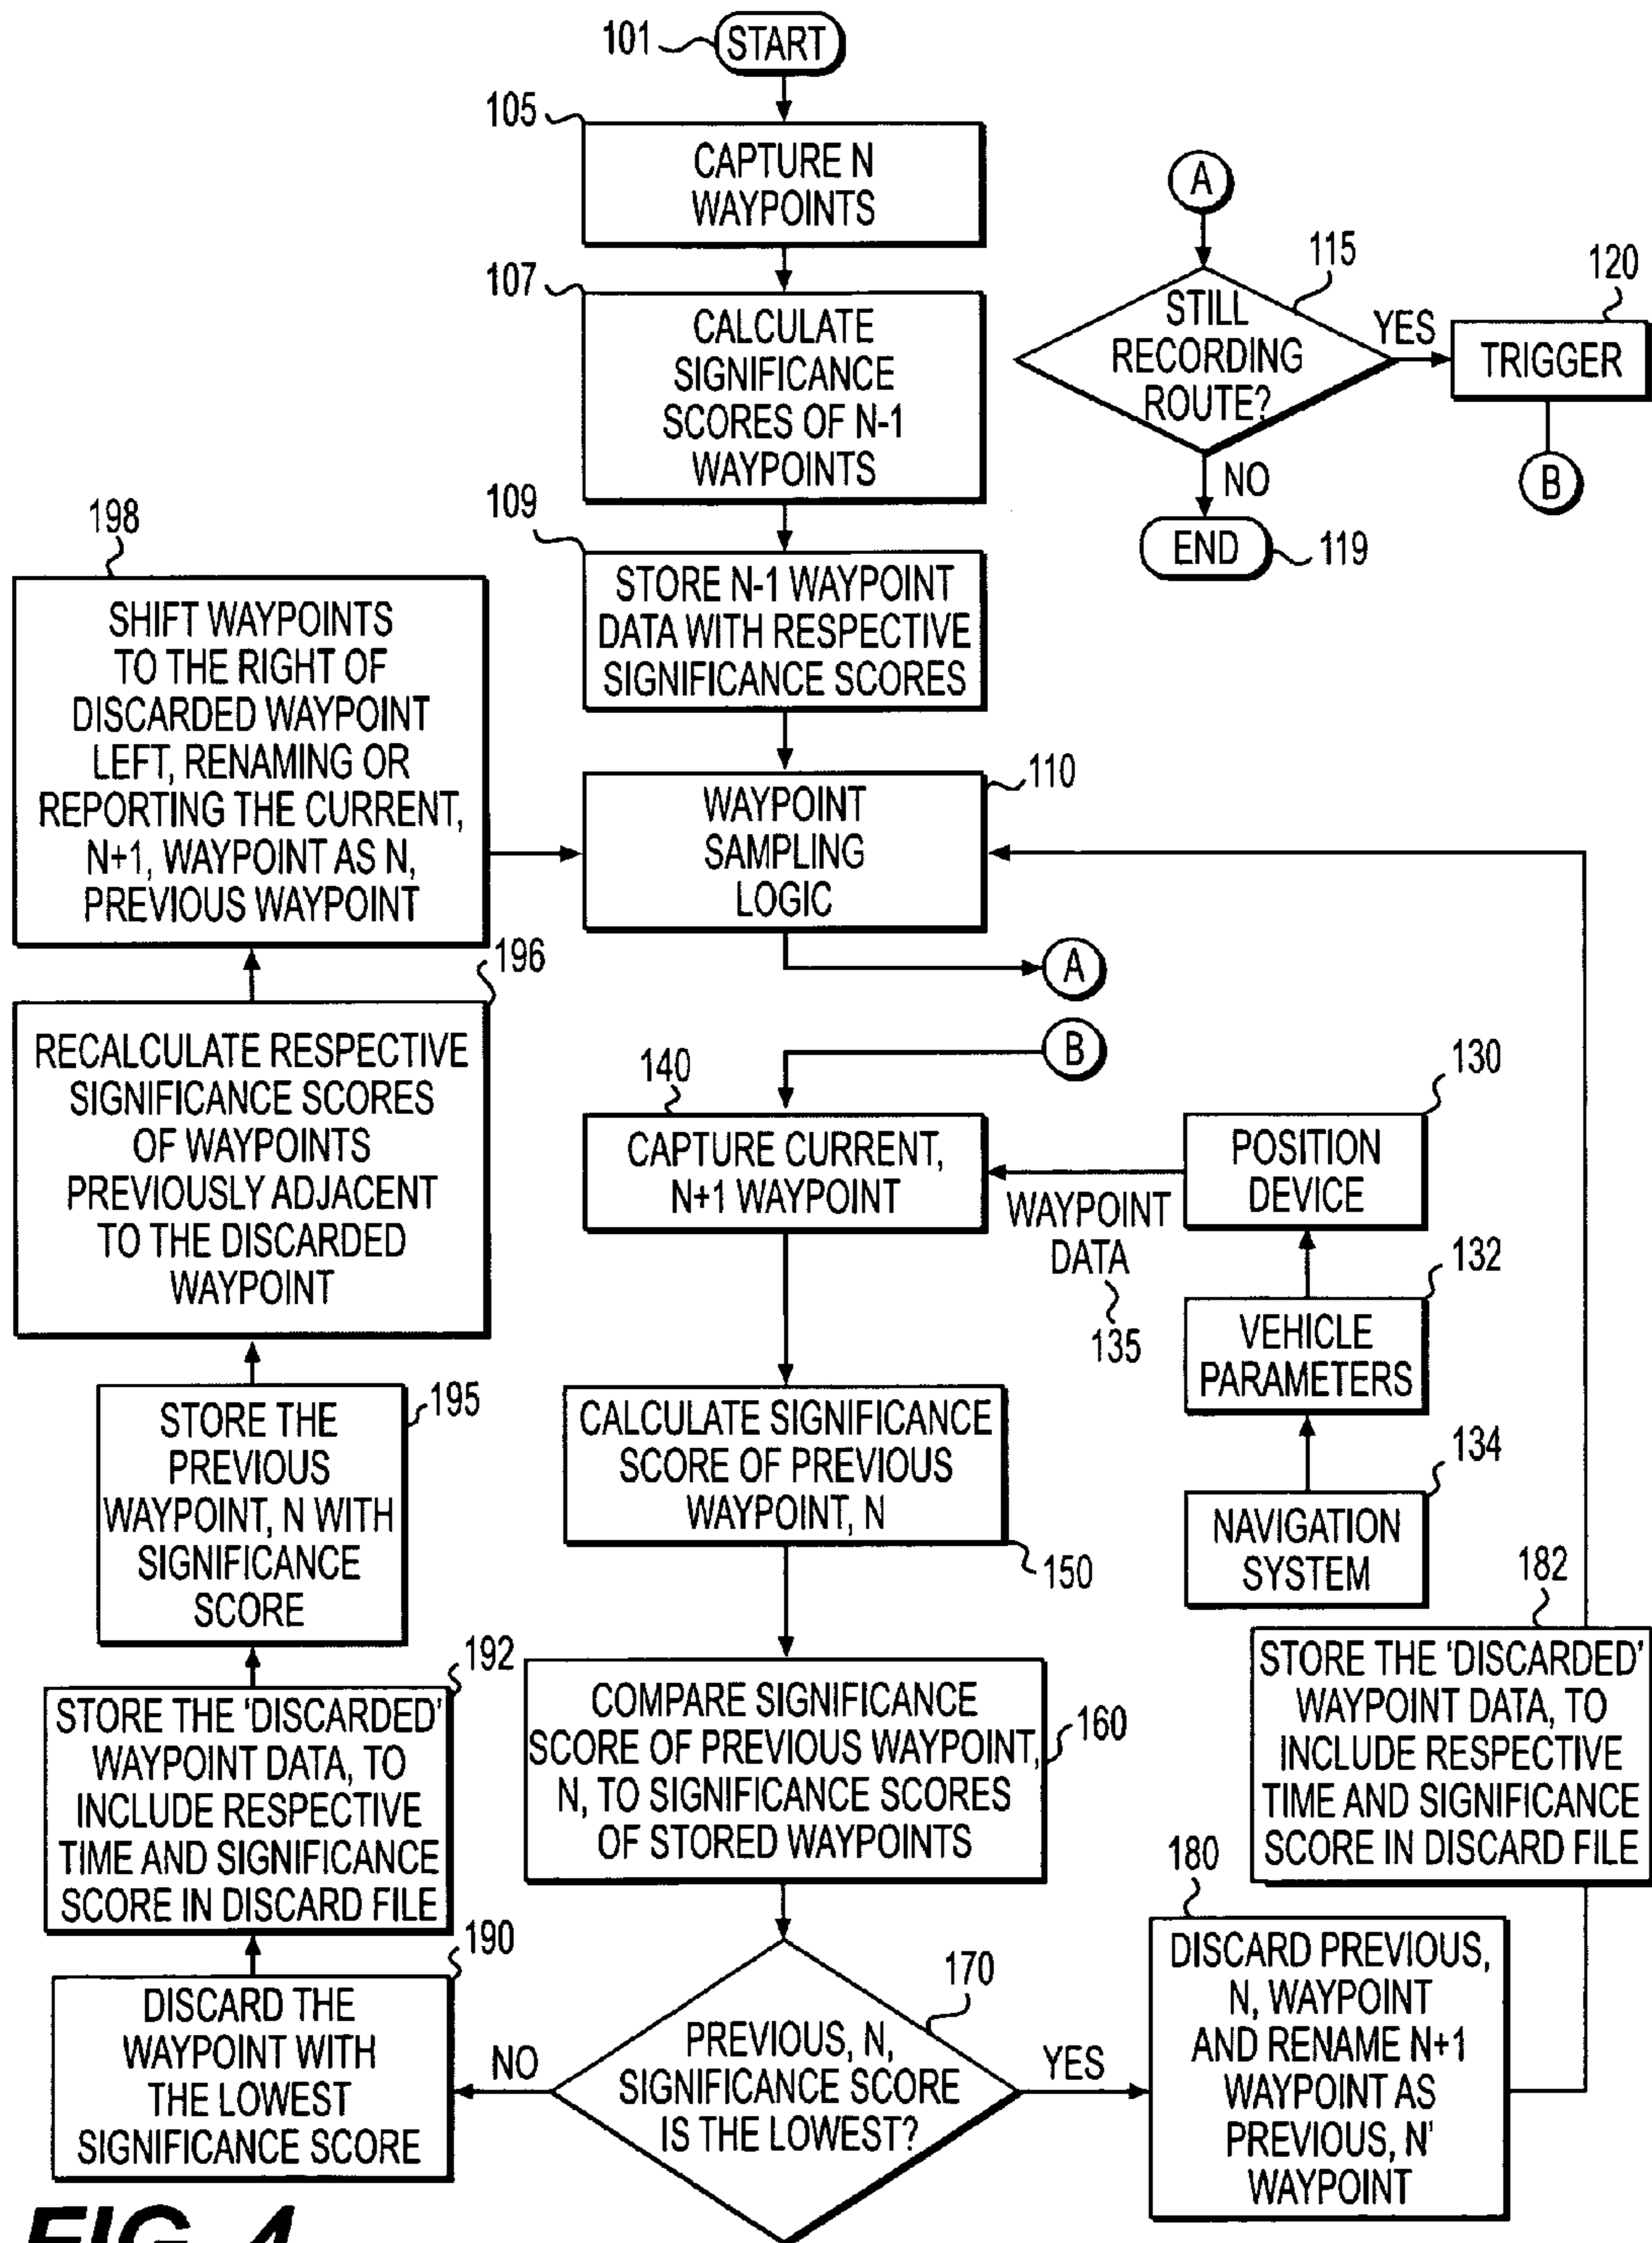 101
START
105
CAPTURE N
WAYPOINTS
107
CALCULATE
SIGNIFICANCE
SCORES OF N-1
WAYPOINTS
109
STORE N-1 WAYPOINT
DATA WITH RESPECTIVE
SIGNIFICANCE SCORES
110
WAYPOINT
SAMPLING
LOGIC
A
A
115
STILL
RECORDING
ROUTE?
YES
120
TRIGGER
B
NO
END
119
B
140
CAPTURE CURRENT,
N+1 WAYPOINT
WAYPOINT
DATA
135
130
POSITION
DEVICE
132
VEHICLE
PARAMETERS
134
NAVIGATION
SYSTEM
CALCULATE SIGNIFICANCE
SCORE OF PREVIOUS
WAYPOINT, N
150
COMPARE SIGNIFICANCE
SCORE OF PREVIOUS WAYPOINT,
N, TO SIGNIFICANCE SCORES
OF STORED WAYPOINTS
160
170
PREVIOUS, N,
SIGNIFICANCE SCORE
IS THE LOWEST?
YES
180
DISCARD PREVIOUS,
N, WAYPOINT
AND RENAME N+1
WAYPOINT AS
PREVIOUS, N'
WAYPOINT
182
STORE THE 'DISCARDED'
WAYPOINT DATA, TO
INCLUDE RESPECTIVE
TIME AND SIGNIFICANCE
SCORE IN DISCARD FILE
NO
190
DISCARD THE
WAYPOINT WITH
THE LOWEST
SIGNIFICANCE SCORE
192
STORE THE 'DISCARDED'
WAYPOINT DATA, TO
INCLUDE RESPECTIVE
TIME AND SIGNIFICANCE
SCORE IN DISCARD FILE
195
STORE THE
PREVIOUS
WAYPOINT, N WITH
SIGNIFICANCE
SCORE
196
RECALCULATE RESPECTIVE
SIGNIFICANCE SCORES
OF WAYPOINTS
PREVIOUSLY ADJACENT
TO THE DISCARDED
WAYPOINT
198
SHIFT WAYPOINTS
TO THE RIGHT OF
DISCARDED WAYPOINT
LEFT, RENAMING OR
REPORTING THE CURRENT,
N+1, WAYPOINT AS N,
PREVIOUS WAYPOINT
FIG. 4